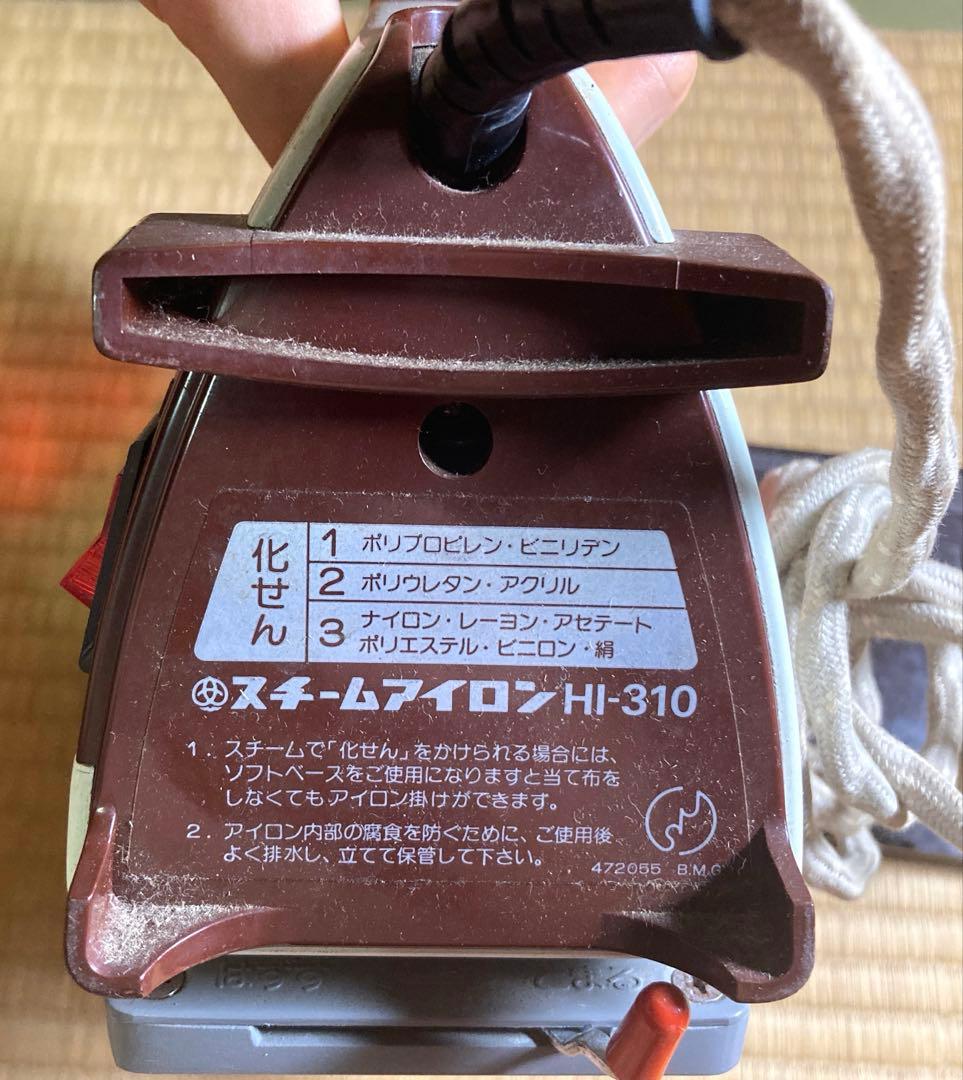 化せん
1 ポリプロピレン・ビニリデン
2 ポリウレタン・アクリル
3 ナイロン・レーヨン・アセテート
ポリエステル・ビニロン・絹
スチームアイロン HI-310
1. スチームで「化せん」をかけられる場合には、
ソフトベースをご使用になりますと当て布を
しなくてもアイロン掛けができます。
2. アイロン内部の腐食を防ぐために、ご使用後
よく排水し、立てて保管して下さい。
472055 B.M.C
はずす
とめる